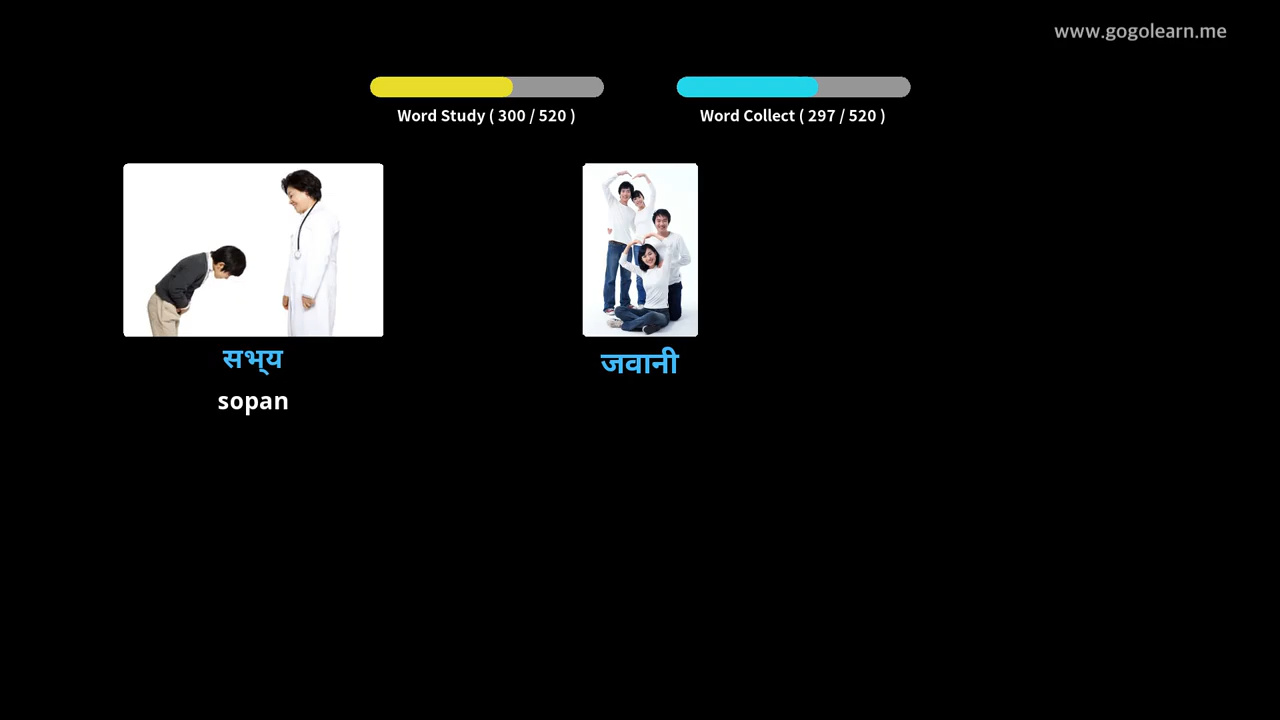 www.gogolearn.me
Word Study ( 300 / 520 )
Word Collect ( 297 / 520 )
सभ्‌य
जवानी
sopan